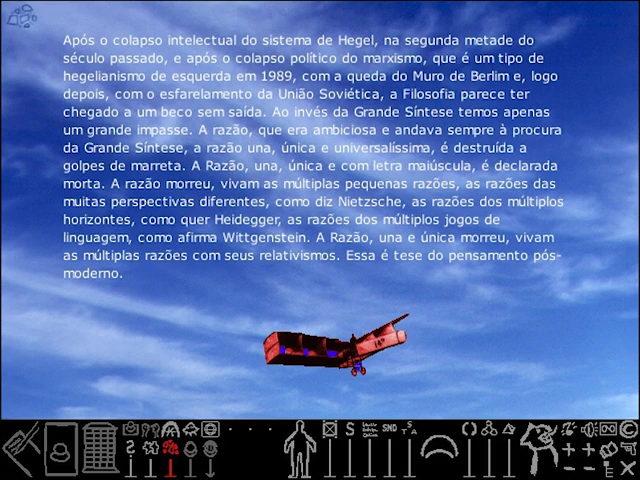 Após o colapso intelectual do sistema de Hegel, na segunda metade do
século passado, e após o colapso político do marxismo, que é um tipo de
hegelianismo de esquerda em 1989, com a queda do Muro de Berlim e, logo
depois, com o esfarelamento da União Soviética, a Filosofia parece ter
chegado a um beco sem saída. Ao invés da Grande Síntese temos apenas
um grande impasse. A razão, que era ambiciosa e andava sempre à procura
da Grande Síntese, a razão una, única e universalíssima, é destruída a
golpes de marreta. A Razão, una, única e com letra maiúscula, é declarada
morta. A razão morreu, vivam as múltiplas pequenas razões, as razões das
muitas perspectivas diferentes, como diz Nietzsche, as razões dos múltiplos
horizontes, como quer Heidegger, as razões dos múltiplos jogos de
linguagem, como afirma Wittgenstein. A Razão, una e única morreu, vivam
as múltiplas razões com seus relativismos. Essa é tese do pensamento pós-
moderno.
S SND T S A